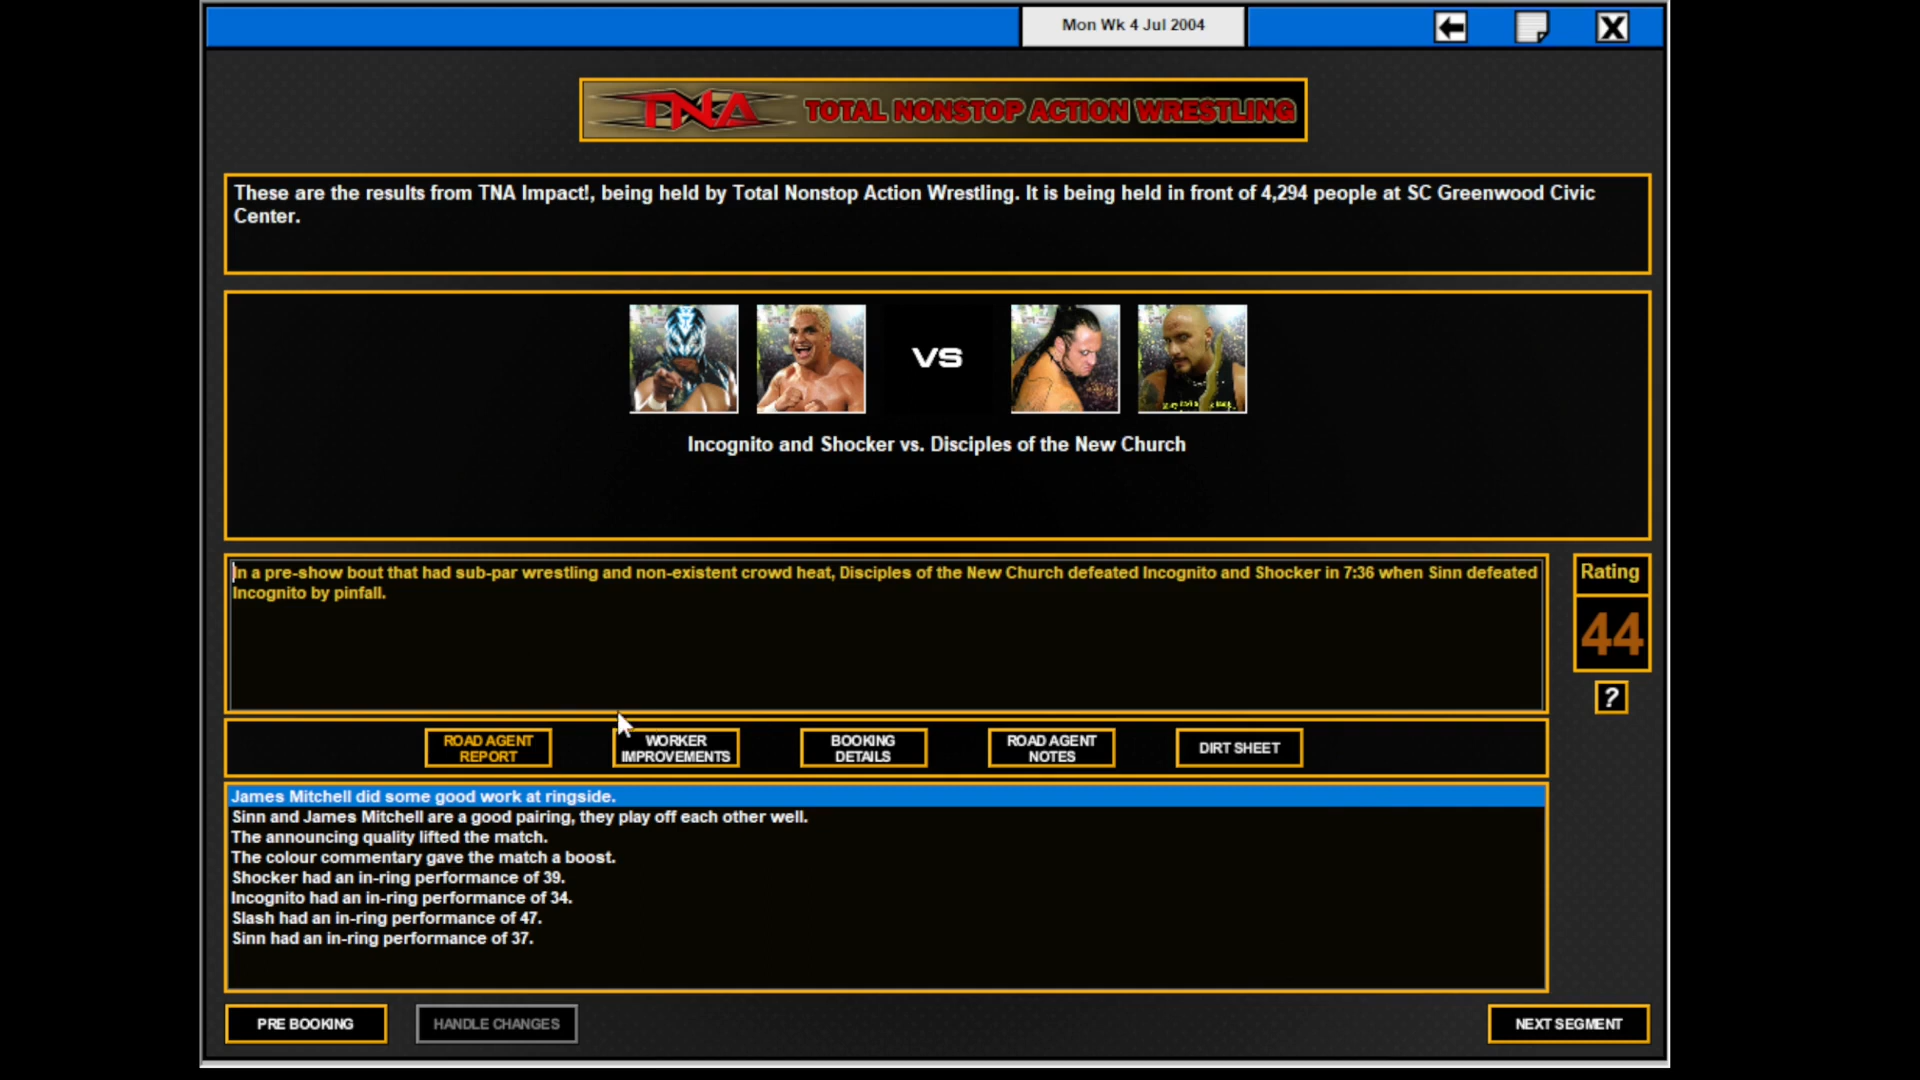 Mon Wk 4 Jul 2004
TNA TOTAL NONSTOP ACTION WRESTLING
These are the results from TNA Impact!, being held by Total Nonstop Action Wrestling. It is being held in front of 4,294 people at SC Greenwood Civic
Center.
VS
Incognito and Shocker vs. Disciples of the New Church
In a pre-show bout that had sub-par wrestling and non-existent crowd heat, Disciples of the New Church defeated Incognito and Shocker in 7:36 when Sinn defeated
Incognito by pinfall.
Rating
44
?
ROAD AGENT
REPORT
WORKER
IMPROVEMENTS
BOOKING
DETAILS
ROAD AGENT
NOTES
DIRT SHEET
James Mitchell did some good work at ringside.
Sinn and James Mitchell are a good pairing, they play off each other well.
The announcing quality lifted the match.
The colour commentary gave the match a boost.
Shocker had an in-ring performance of 39.
Incognito had an in-ring performance of 34.
Slash had an in-ring performance of 47.
Sinn had an in-ring performance of 37.
PRE BOOKING
HANDLE CHANGES
NEXT SEGMENT